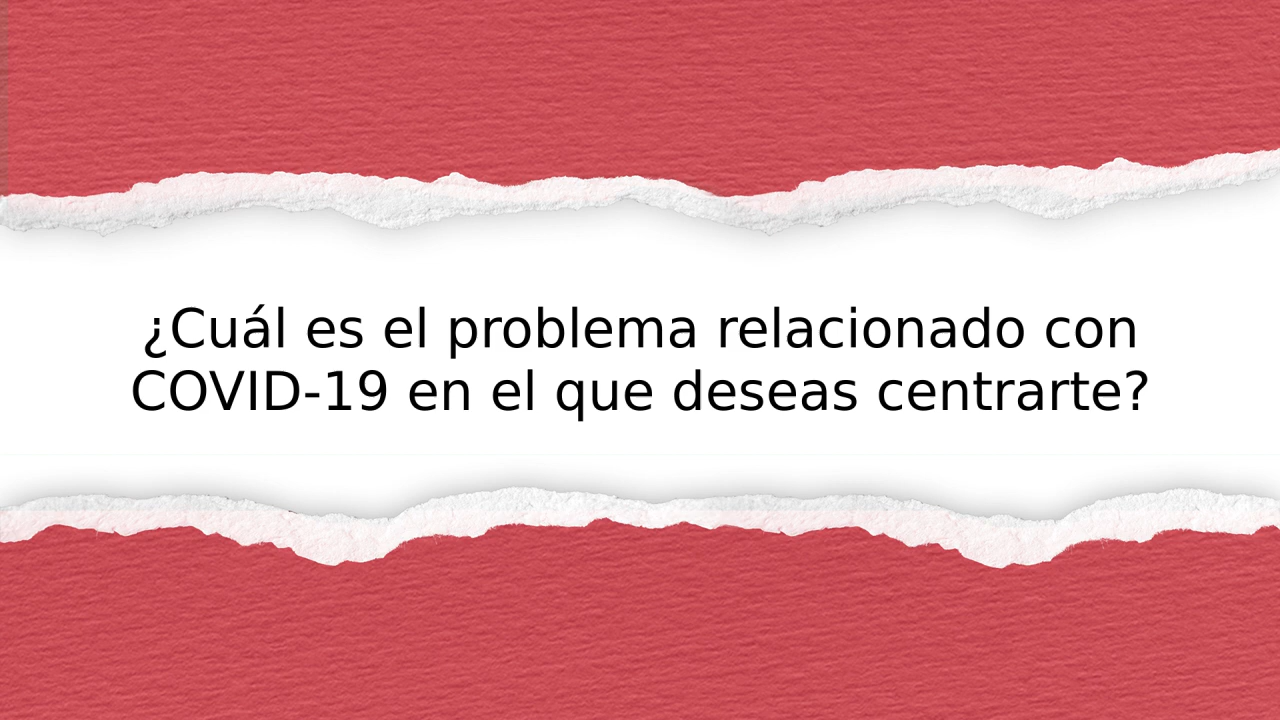 ¿Cuál es el problema relacionado con
COVID-19 en el que deseas centrarte?